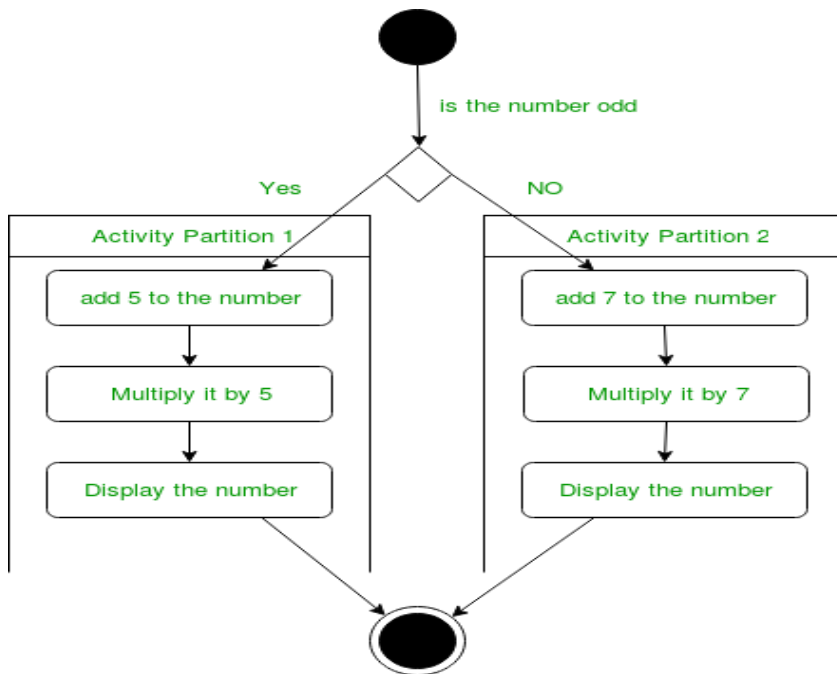 is the number odd
Yes
NO
Activity Partition 1
add 5 to the number
Multiply it by 5
Display the number
Activity Partition 2
add 7 to the number
Multiply it by 7
Display the number